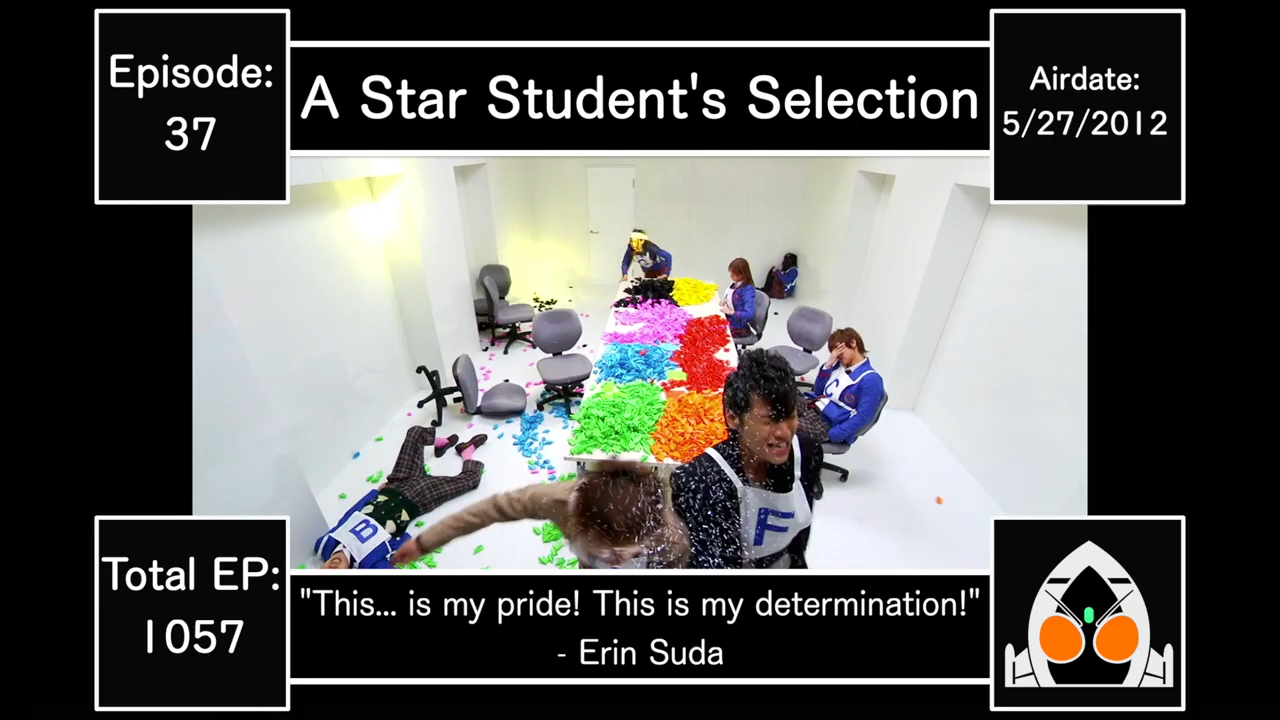 Episode:
37
A Star Student's Selection
Airdate:
5/27/2012
C
C
B
F
Total EP:
1057
"This... is my pride! This is my determination!"
- Erin Suda